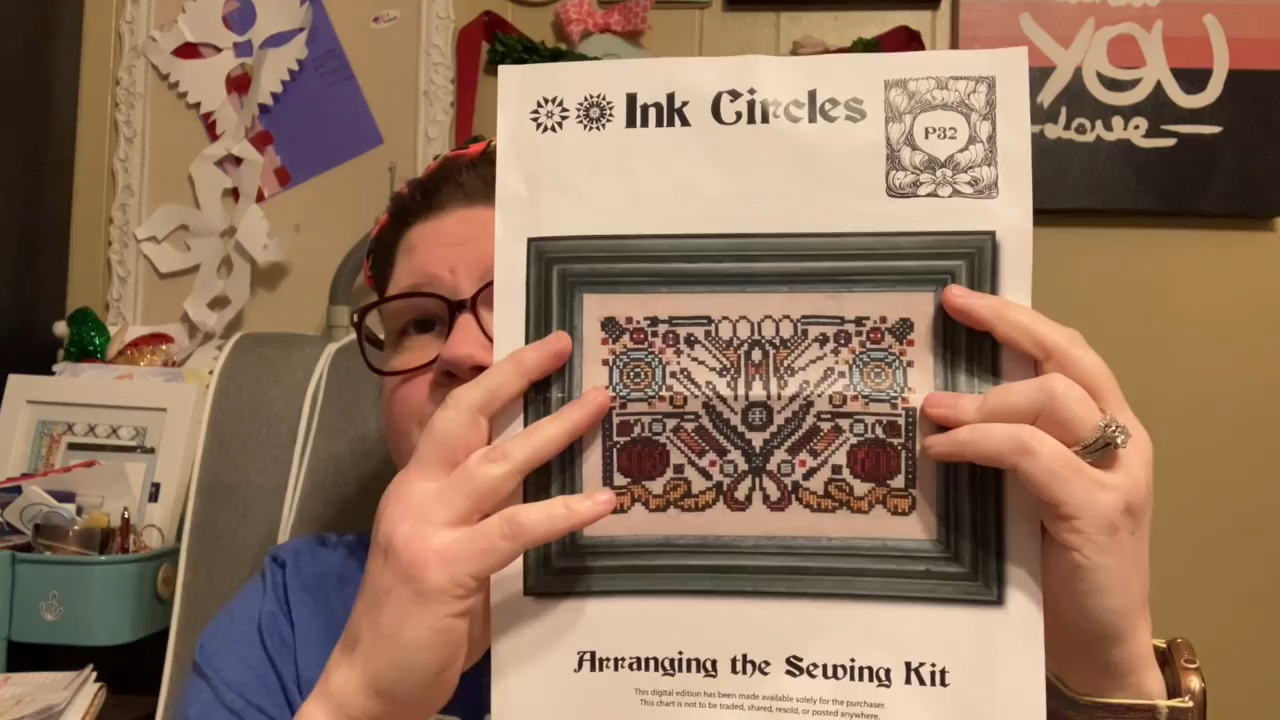 YOU
Love
Ink Circles
P32
Arranging the Sewing Kit
This digital edition has been made available solely for the purchaser.
This chart is not to be traded, shared, resold, or posted anywhere.